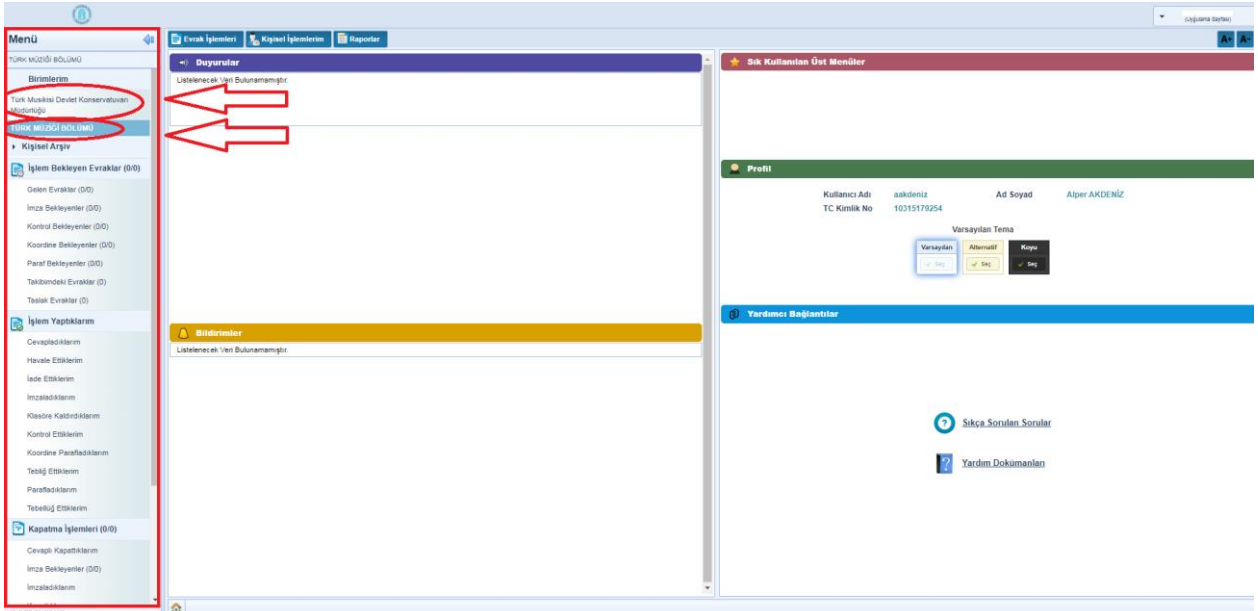 (Uygulama Sayfası)
Menü
Evrak İşlemleri
Kişisel İşlemlerim
Raporlar
A+
A-
TÜRK MÜZİĞİ BÖLÜMÜ
Birimlerim
Türk Musikisi Devlet Konservatuvarı
Müdürlüğü
TÜRK MÜZİĞİ BÖLÜMÜ
Kişisel Arşiv
İşlem Bekleyen Evraklar (0/0)
Gelen Evraklar (0/0)
İmza Bekleyenler (0/0)
Kontrol Bekleyenler (0/0)
Koordine Bekleyenler (0/0)
Paraf Bekleyenler (0/0)
Takibimdeki Evraklar (0)
Taslak Evraklar (0)
İşlem Yaptıklarım
Cevapladıklarım
Havale Ettiklerim
İade Ettiklerim
İmzaladıklarım
Klasöre Kaldırdıklarım
Kontrol Ettiklerim
Koordine Parafladıklarım
Tebliğ Ettiklerim
Parafladıklarım
Tebellüğ Ettiklerim
Kapatma İşlemleri (0/0)
Cevaplı Kapattıklarım
İmza Bekleyenler (0/0)
İmzaladıklarım
Duyurular
Listelenecek Veri Bulunamamıştır.
Bildirimler
Listelenecek Veri Bulunamamıştır.
Sık Kullanılan Üst Menüler
Profil
Kullanıcı Adı aakdeniz Ad Soyad Alper AKDENİZ
TC Kimlik No 10315179254
Varsayılan Tema
Varsayılan Alternatif Koyu
Seç Seç Seç
Yardımcı Bağlantılar
Sıkça Sorulan Sorular
Yardım Dokümanları